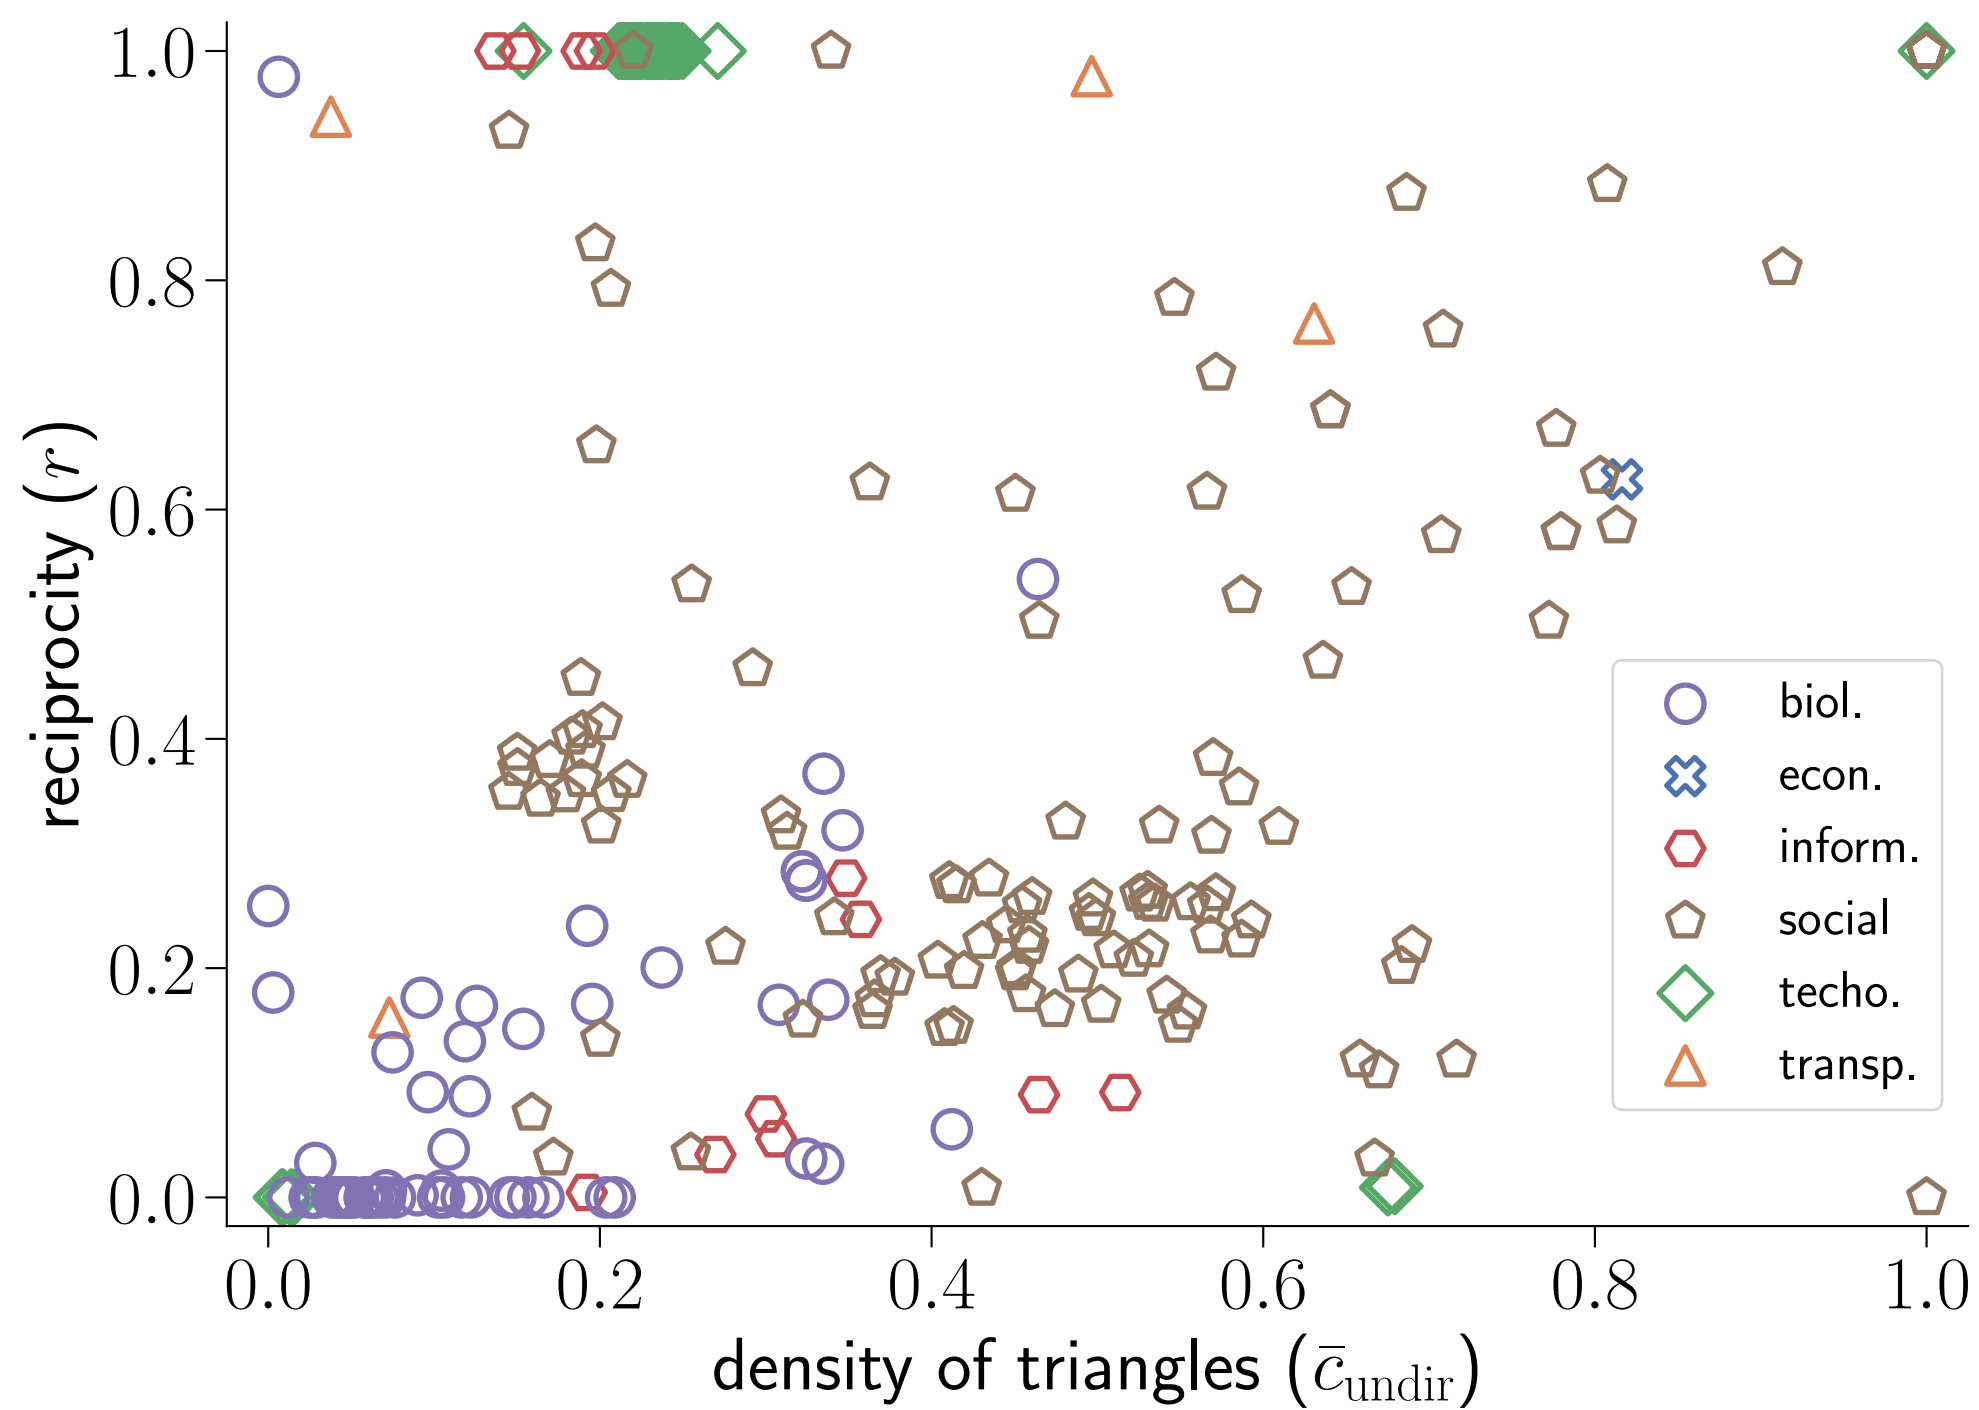 1.0
0.8
0.6
0.4
0.2
0.0
reciprocity (r)
0.0 0.2 0.4 0.6 0.8 1.0
density of triangles (c̄undir)
biol.
econ.
inform.
social
techo.
transp.